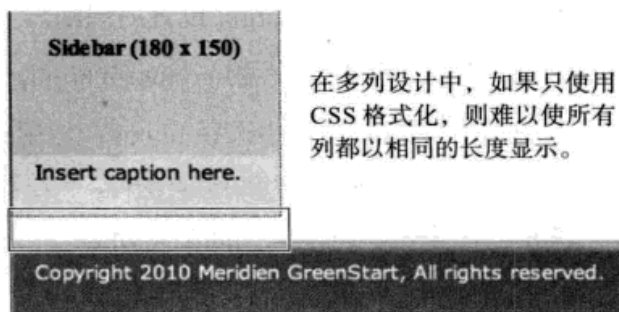 Sidebar (180 x 150)
Insert caption here.
在多列设计中，如果只使用
CSS 格式化，则难以使所有
列都以相同的长度显示。
Copyright 2010 Meridien GreenStart, All rights reserved.